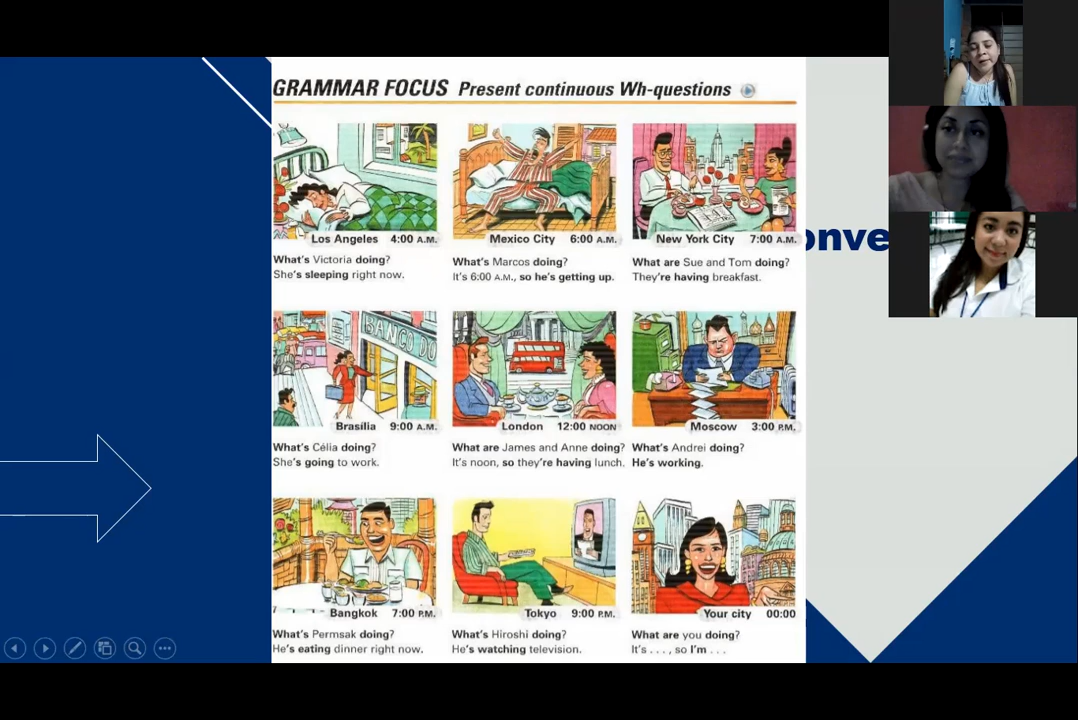 GRAMMAR FOCUS Present continuous Wh-questions
Los Angeles 4:00 A.M.
What's Victoria doing?
She's sleeping right now.
Mexico City 6:00 A.M.
What's Marcos doing?
It's 6:00 A.M., so he's getting up.
New York City 7:00 A.M.
What are Sue and Tom doing?
They're having breakfast.
BANCO DO
Brasília 9:00 A.M.
What's Célia doing?
She's going to work.
London 12:00 NOON
What are James and Anne doing?
It's noon, so they're having lunch.
Moscow 3:00 P.M.
What's Andrei doing?
He's working.
Bangkok 7:00 P.M.
What's Permsak doing?
He's eating dinner right now.
Tokyo 9:00 P.M.
What's Hiroshi doing?
He's watching television.
Your city 00:00
What are you doing?
It's . . . , so I'm . . .
onve